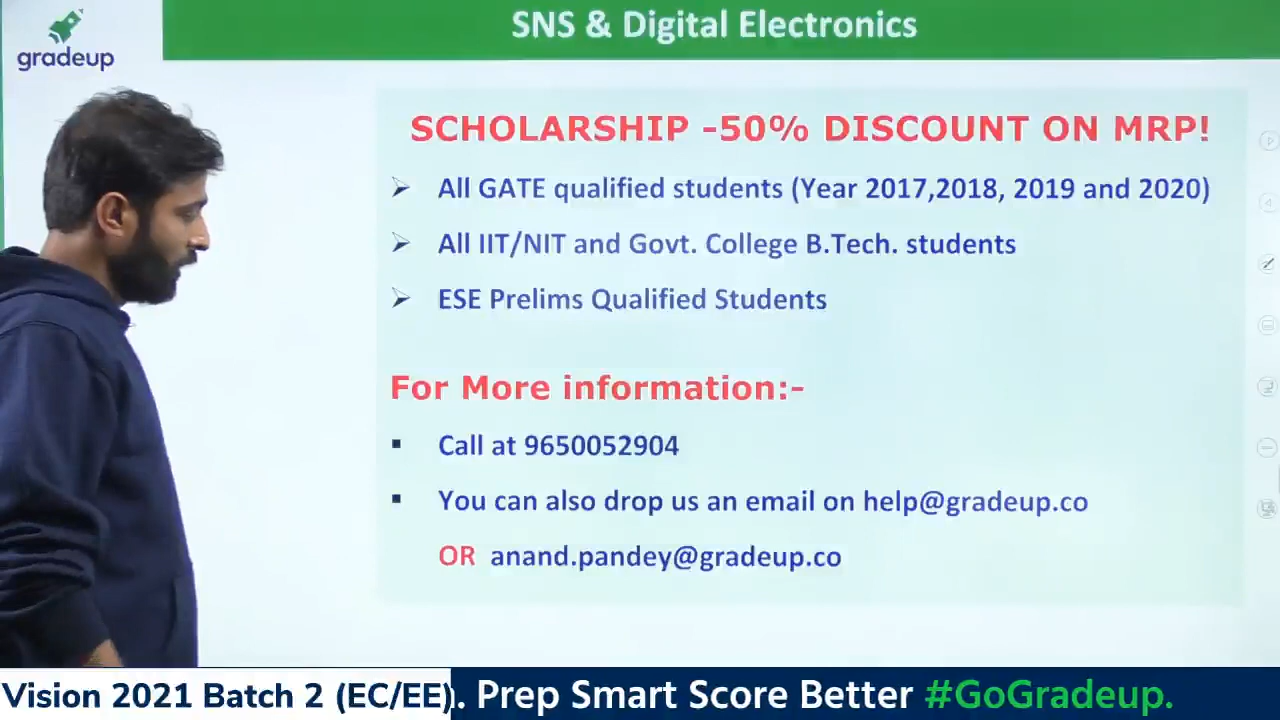 gradeup
SNS & Digital Electronics
SCHOLARSHIP -50% DISCOUNT ON MRP!
All GATE qualified students (Year 2017,2018, 2019 and 2020)
All IIT/NIT and Govt. College B.Tech. students
ESE Prelims Qualified Students
For More information:-
Call at 9650052904
You can also drop us an email on help@gradeup.co
OR anand.pandey@gradeup.co
Vision 2021 Batch 2 (EC/EE). Prep Smart Score Better #GoGradeup.